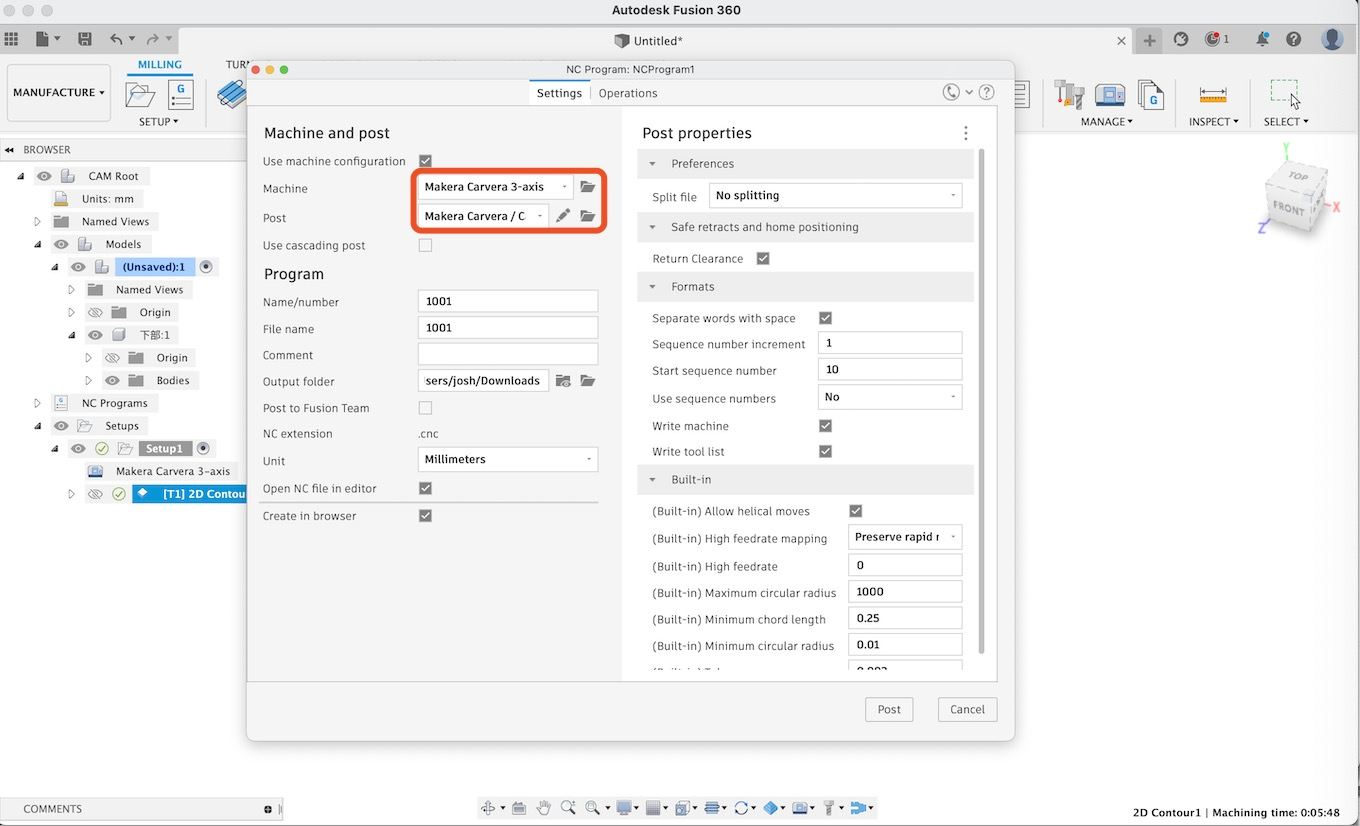 Autodesk Fusion 360
Untitled*
1
MANUFACTURE
MILLING
TUR
G
SETUP
G
MANAGE
INSPECT
SELECT
BROWSER
CAM Root
Units: mm
Named Views
Models
(Unsaved):1
Named Views
Origin
下部:1
Origin
Bodies
NC Programs
Setups
Setup1
Makera Carvera 3-axis
[T1] 2D Contou
NC Program: NCProgram1
Settings
Operations
Machine and post
Use machine configuration
Machine
Makera Carvera 3-axis
Post
Makera Carvera / C
Use cascading post
Program
Name/number
1001
File name
1001
Comment
Output folder
sers/josh/Downloads
Post to Fusion Team
NC extension
.cnc
Unit
Millimeters
Open NC file in editor
Create in browser
Post properties
Preferences
Split file
No splitting
Safe retracts and home positioning
Return Clearance
Formats
Separate words with space
Sequence number increment
1
Start sequence number
10
Use sequence numbers
No
Write machine
Write tool list
Built-in
(Built-in) Allow helical moves
(Built-in) High feedrate mapping
Preserve rapid r
(Built-in) High feedrate
0
(Built-in) Maximum circular radius
1000
(Built-in) Minimum chord length
0.25
(Built-in) Minimum circular radius
0.01
Post
Cancel
Y
TOP
FRONT
X
Z
COMMENTS
2D Contour1 | Machining time: 0:05:48